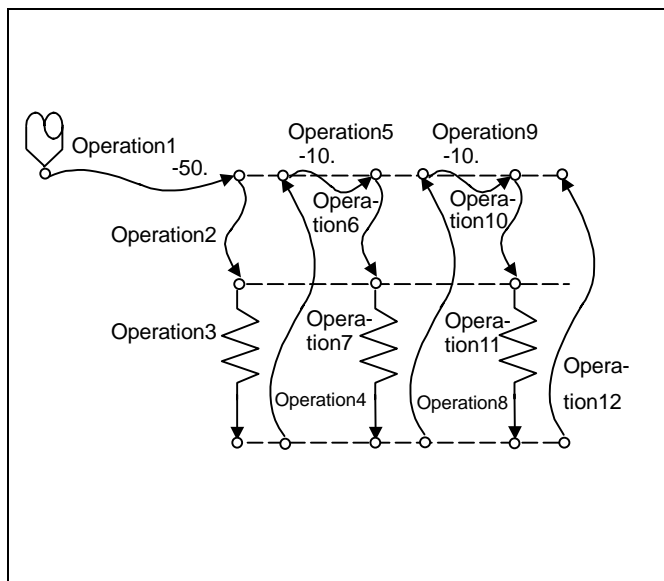 Operation1
-50.
Operation5
-10.
Operation9
-10.
Operation2
Opera-
tion6
Opera-
tion10
Operation3
Opera-
tion7
Opera-
tion11
Operation4
Operation8
Opera-
tion12